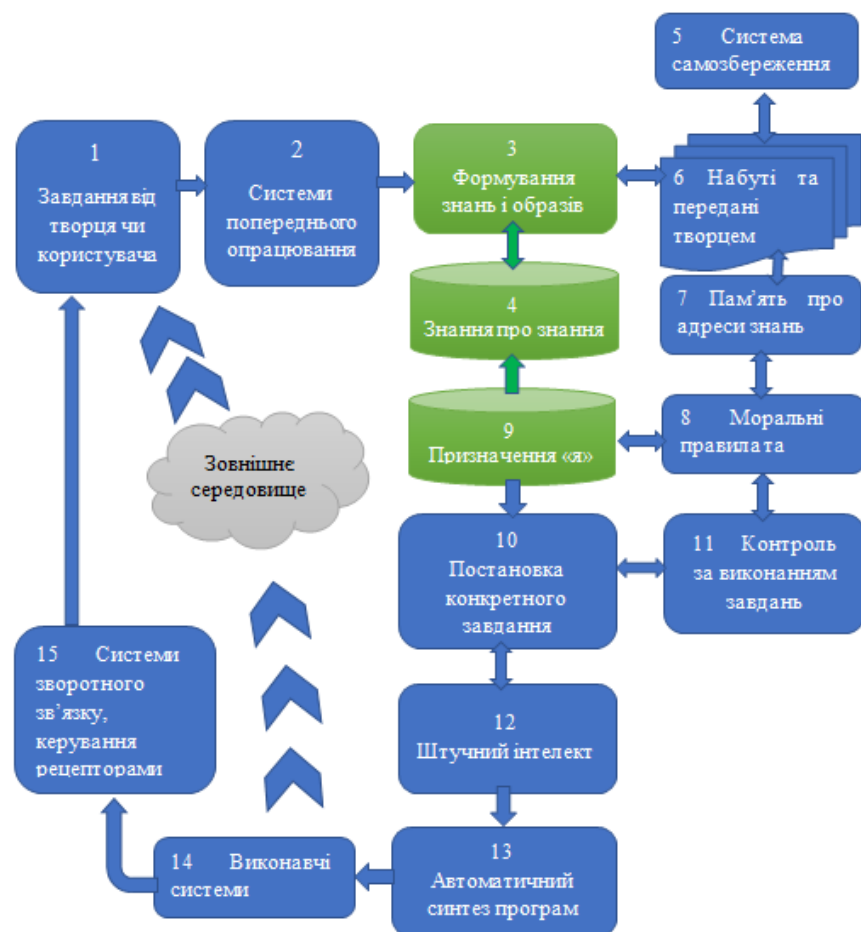 1
Завдання від
творця чи
користувача
2
Системи
попереднього
опрацювання
3
Формування
знань і образів
4
Знання про знання
5 Система
самозбереження
6 Набуті та
передані
творцем
7 Пам’ять про
адреси знань
8 Моральні
правила та
9
Призначення «я»
Зовнішнє
середовище
10
Постановка
конкретного
завдання
11 Контроль
за виконанням
завдань
12
Штучний інтелект
13
Автоматичний
синтез програм
14 Виконавчі
системи
15 Системи
зворотного
зв’язку,
керування
рецепторами